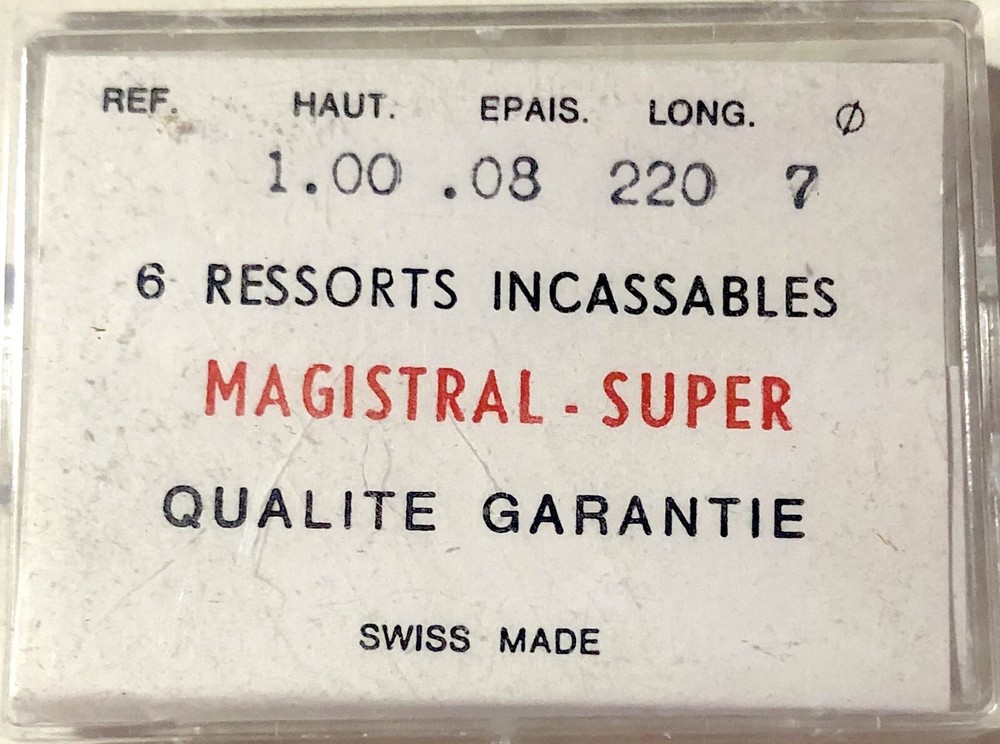 REF. HAUT. EPAIS. LONG. Ø
1.00 .08 220 7
6 RESSORTS INCASSABLES
MAGISTRAL - SUPER
QUALITE GARANTIE
SWISS MADE